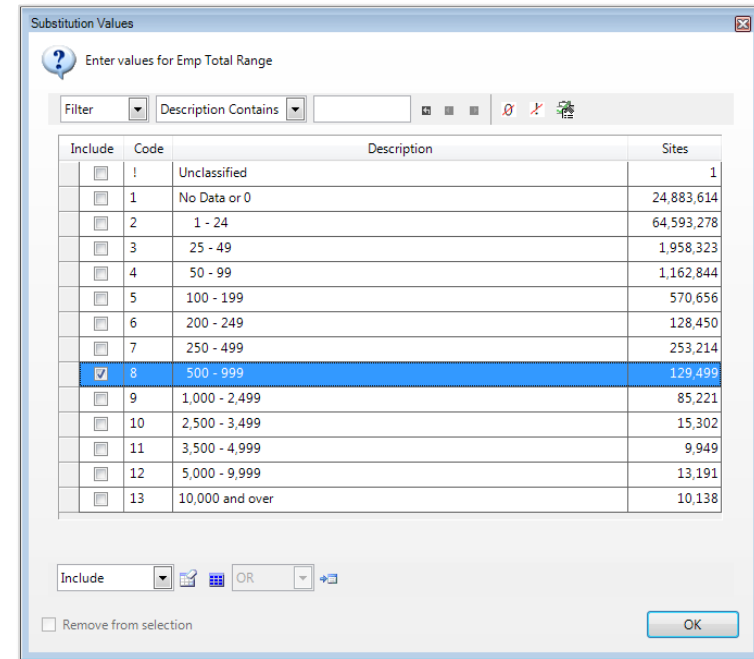 Substitution Values
Enter values for Emp Total Range
Filter Description Contains
Include Code Description Sites
! Unclassified 1
1 No Data or 0 24,883,614
2 1 - 24 64,593,278
3 25 - 49 1,958,323
4 50 - 99 1,162,844
5 100 - 199 570,656
6 200 - 249 128,450
7 250 - 499 253,214
8 500 - 999 129,499
9 1,000 - 2,499 85,221
10 2,500 - 3,499 15,302
11 3,500 - 4,999 9,949
12 5,000 - 9,999 13,191
13 10,000 and over 10,138
Include OR
Remove from selection OK